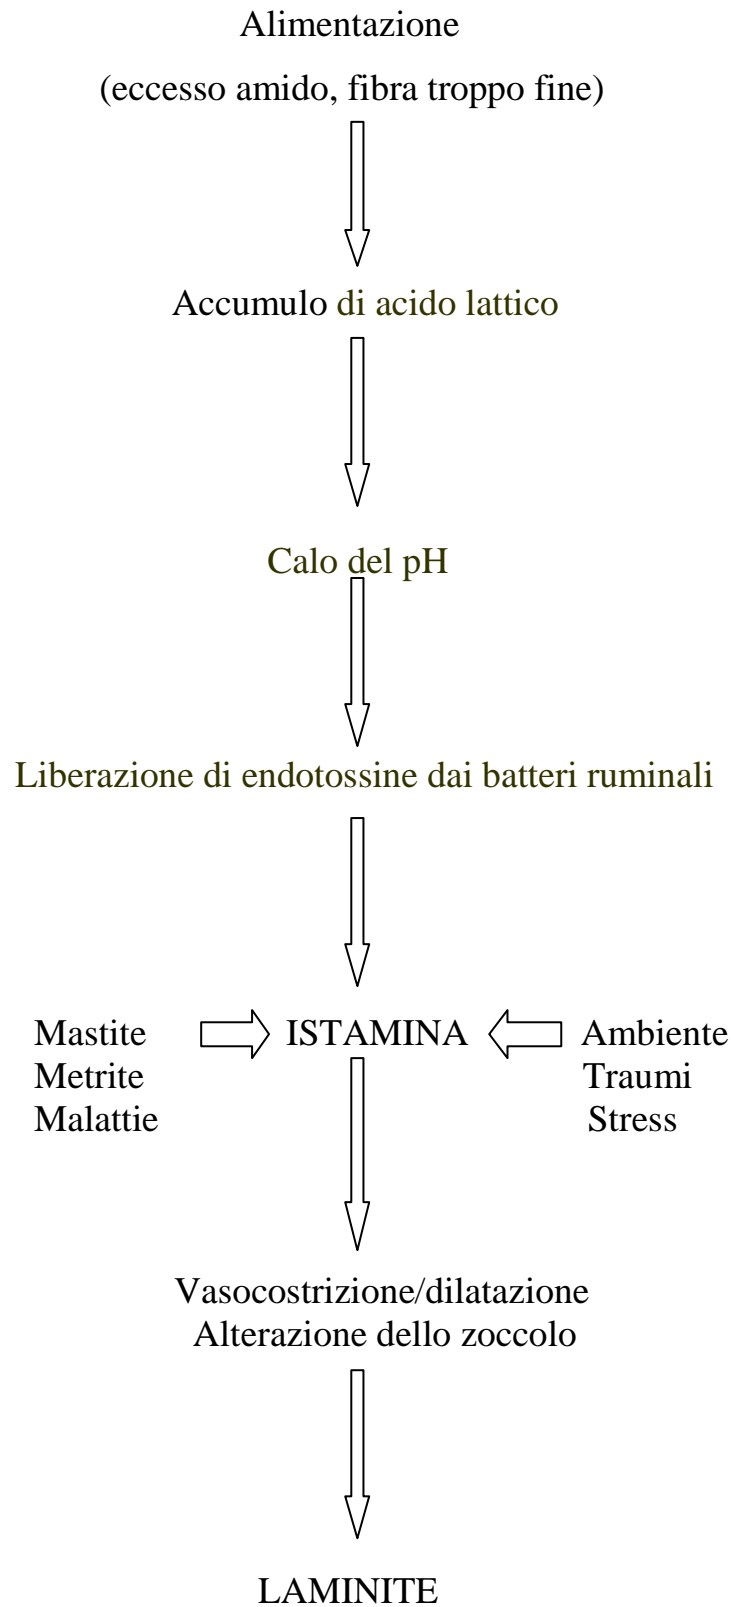 Alimentazione
(eccesso amido, fibra troppo fine)
Accumulo di acido lattico
Calo del pH
Liberazione di endotossine dai batteri ruminali
Mastite ISTAMINA Ambiente
Metrite Traumi
Malattie Stress
Vasocostrizione/dilatazione
Alterazione dello zoccolo
LAMINITE